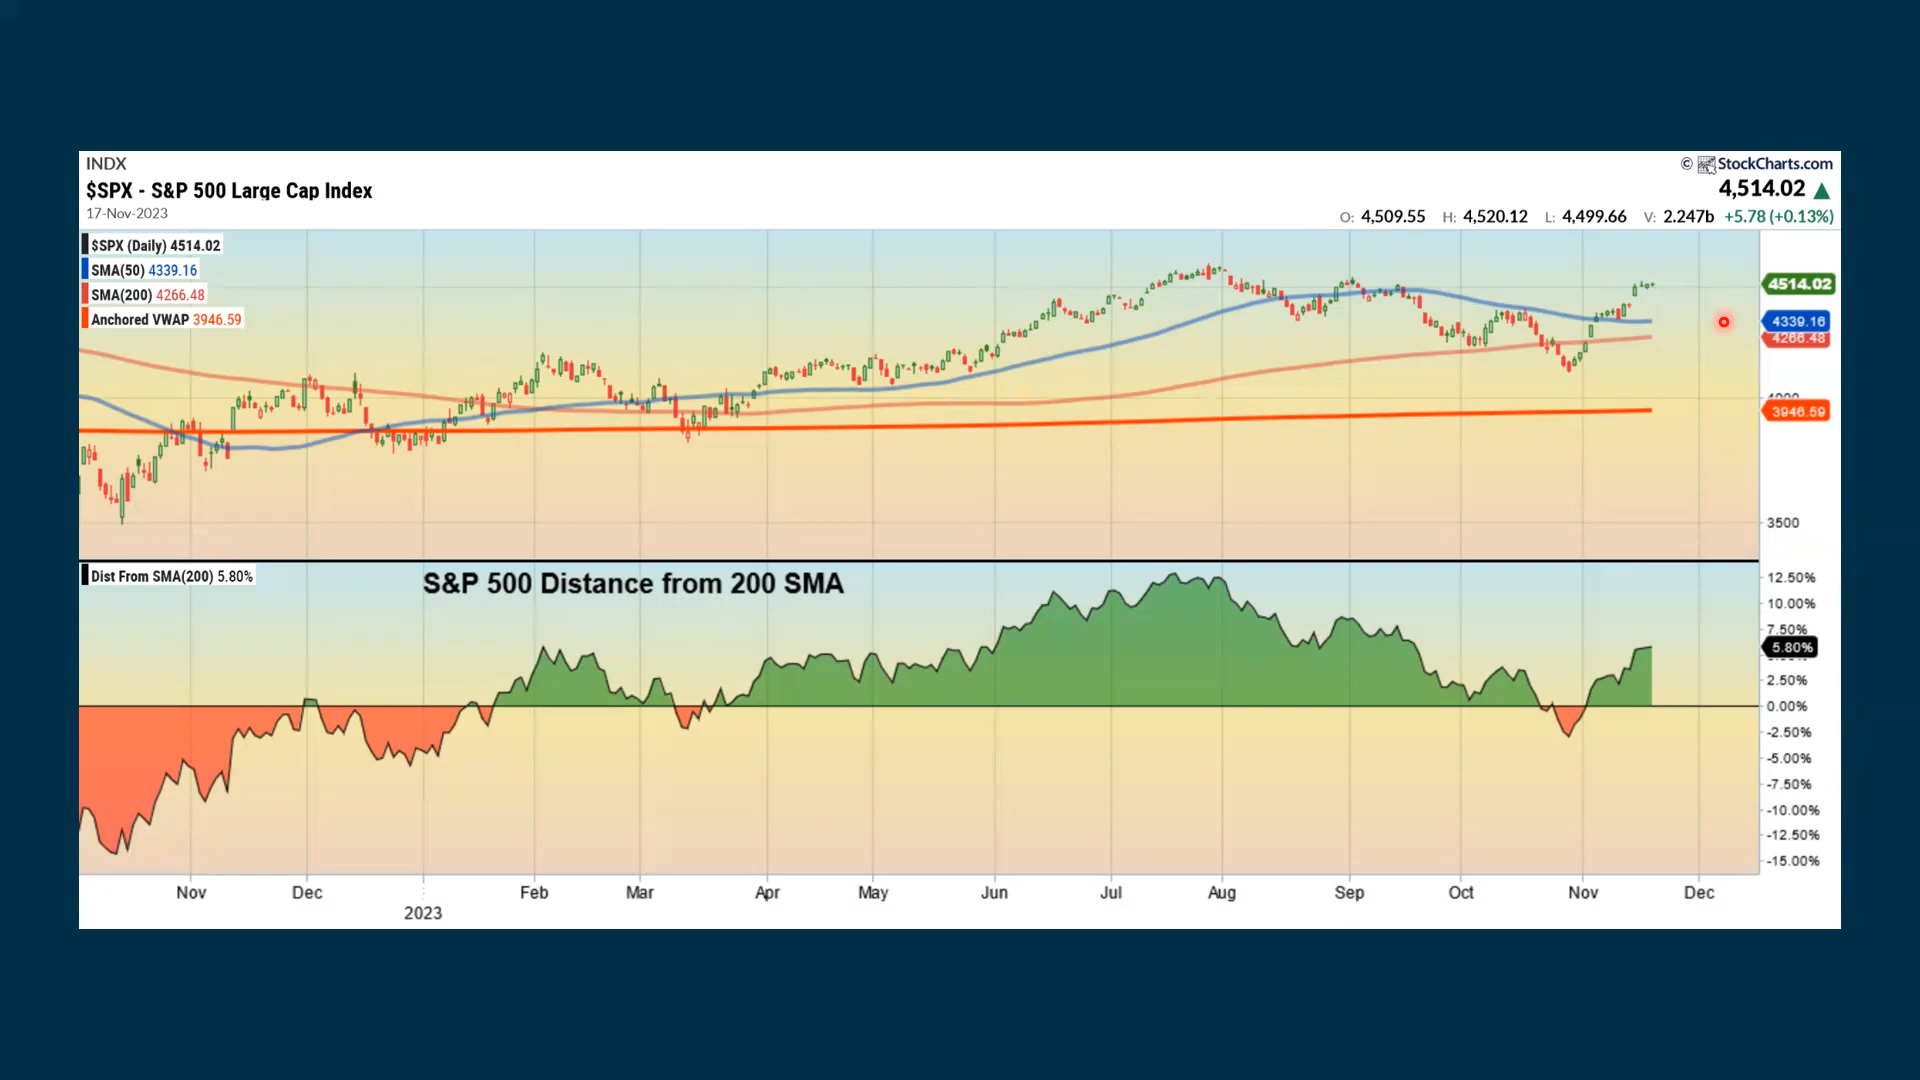 INDX
© StockCharts.com
$SPX - S&P 500 Large Cap Index
4,514.02
17-Nov-2023
O: 4,509.55 H: 4,520.12 L: 4,499.66 V: 2.247b +5.78 (+0.13%)
$SPX (Daily) 4514.02
SMA(50) 4339.16
SMA(200) 4266.48
Anchored VWAP 3946.59
4514.02
4339.16
4266.48
4000
3946.59
3500
Dist From SMA(200) 5.80%
S&P 500 Distance from 200 SMA
12.50%
10.00%
7.50%
5.80%
2.50%
0.00%
-2.50%
-5.00%
-7.50%
-10.00%
-12.50%
-15.00%
Nov Dec Feb Mar Apr May Jun Jul Aug Sep Oct Nov Dec
2023